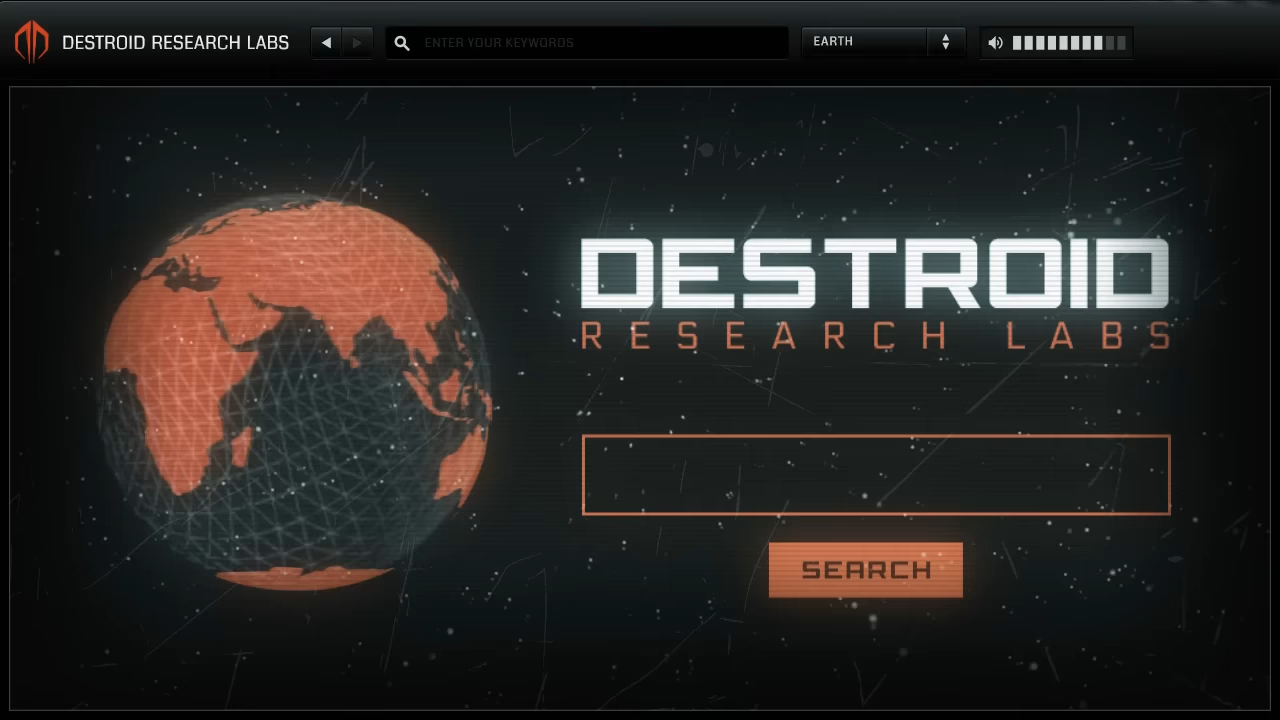 DESTROID RESEARCH LABS
ENTER YOUR KEYWORDS
EARTH
DESTROID
RESEARCH LABS
SEARCH